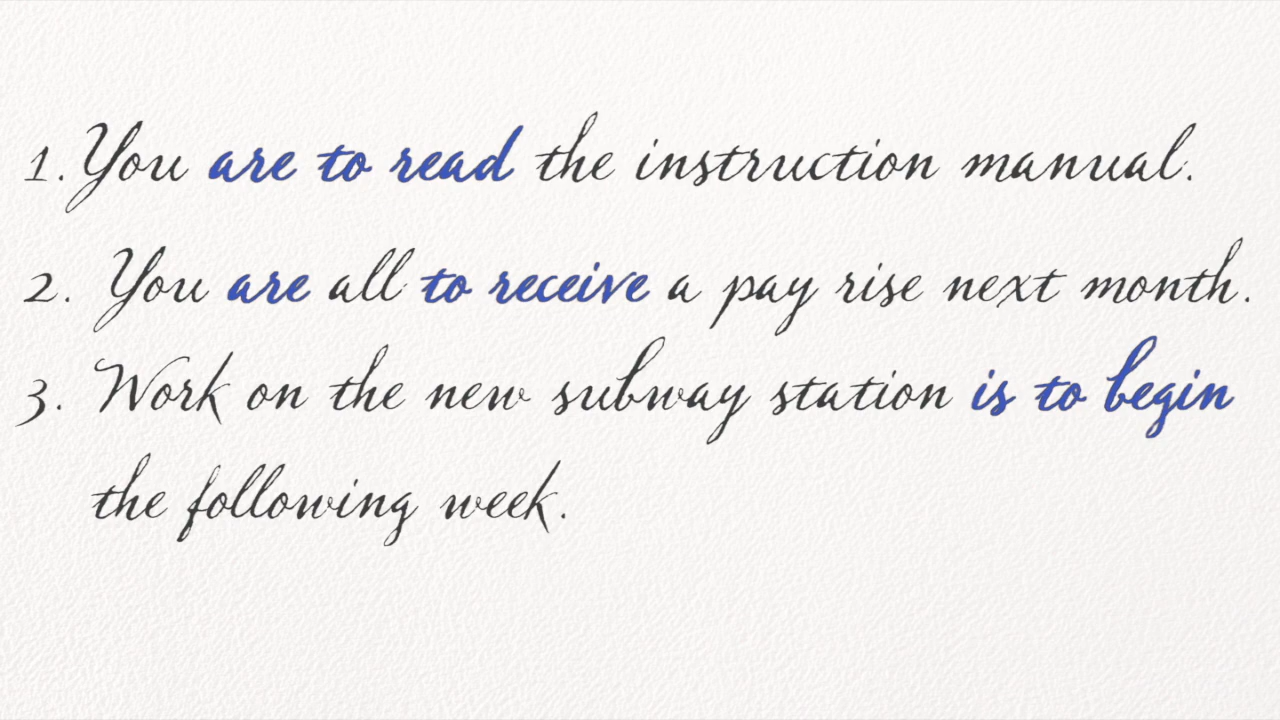 1. You are to read the instruction manual.
2. You are all to receive a pay rise next month.
3. Work on the new subway station is to begin
the following week.